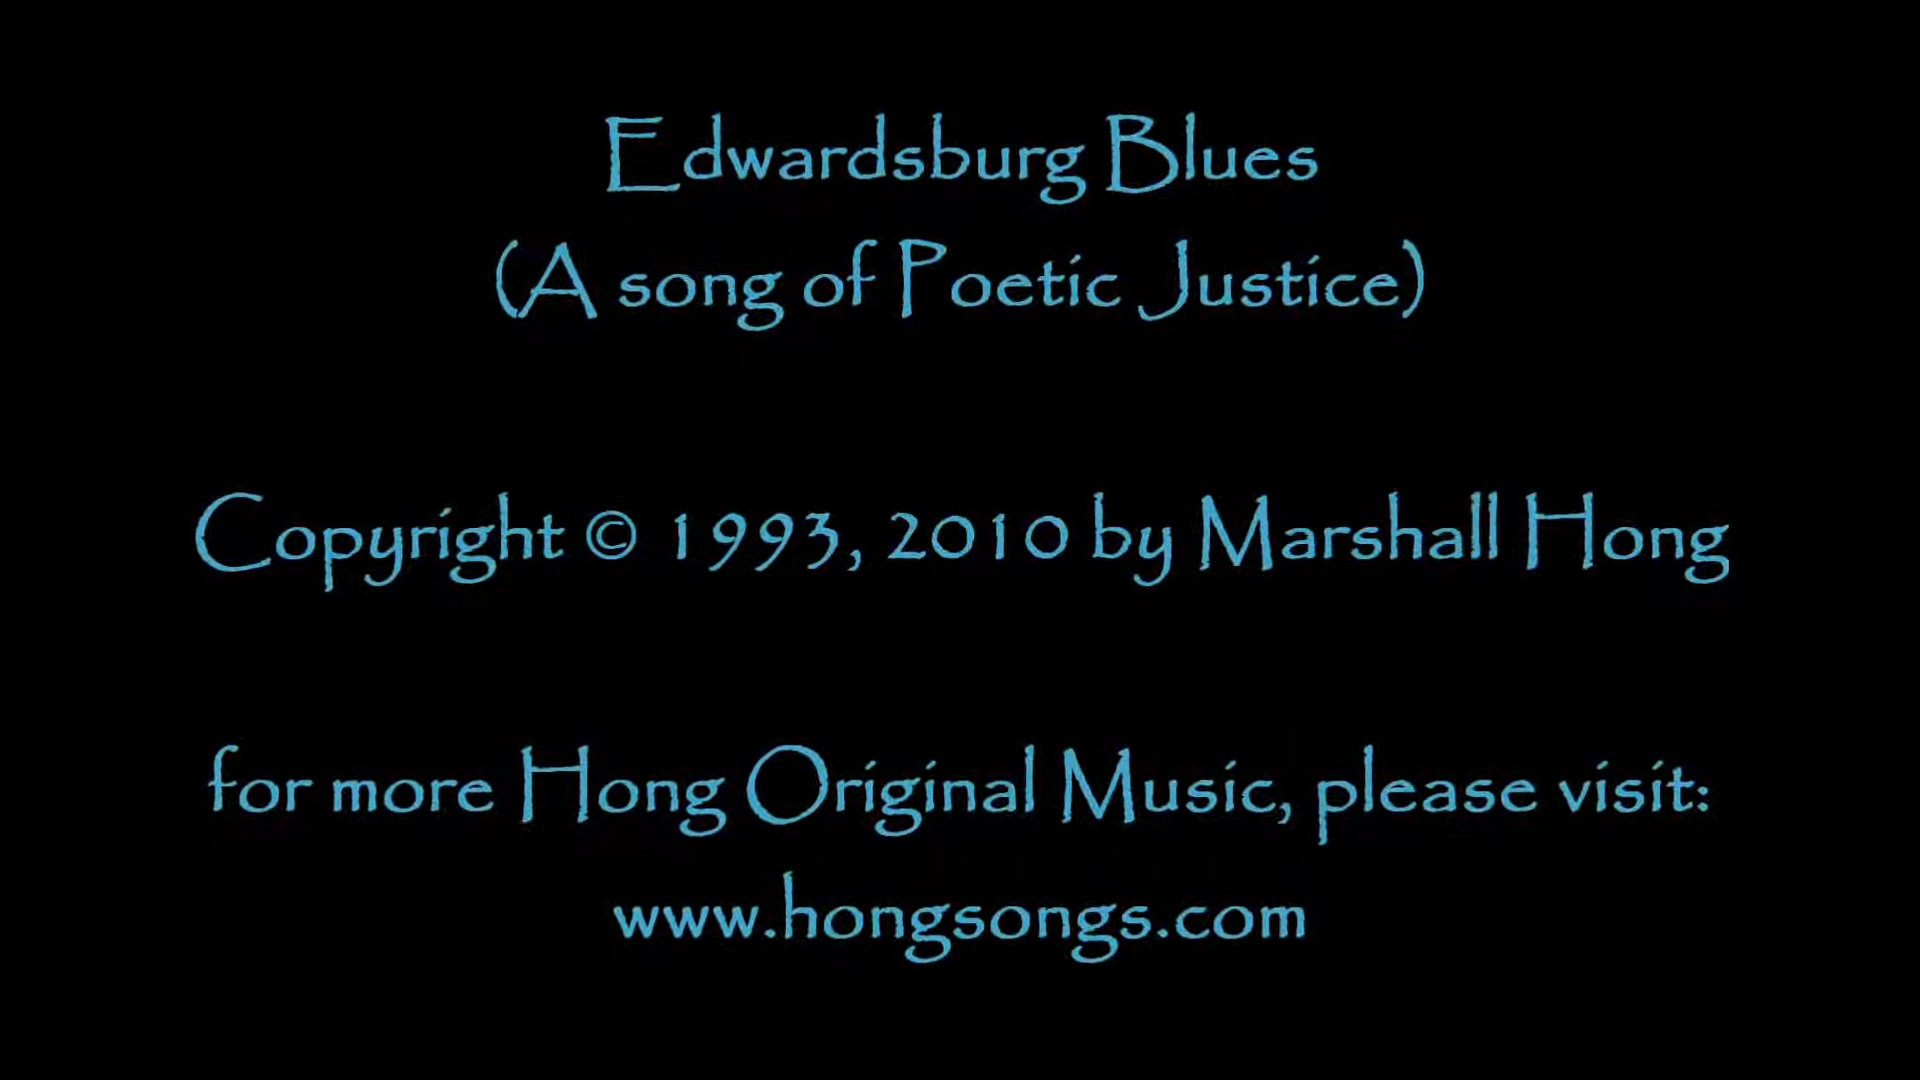 Edwardsburg Blues
(A song of Poetic Justice)
Copyright © 1993, 2010 by Marshall Hong
for more Hong Original Music, please visit:
www.hongsongs.com